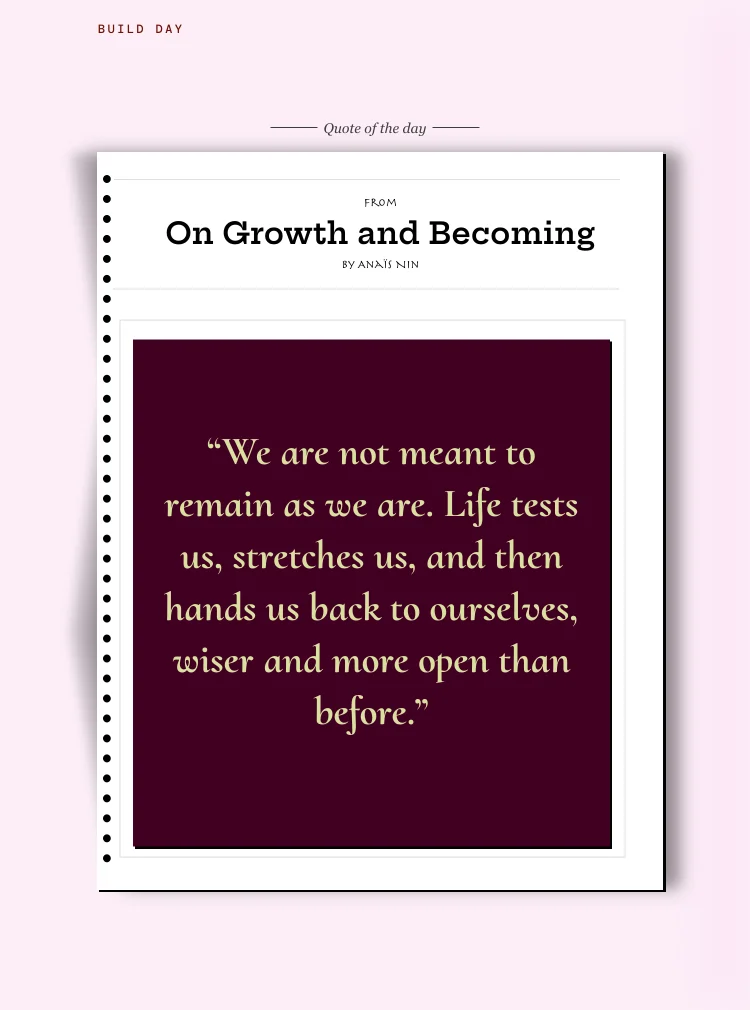 BUILD DAY
Quote of the day
FROM
On Growth and Becoming
BY ANAÏS NIN
“We are not meant to
remain as we are. Life tests
us, stretches us, and then
hands us back to ourselves,
wiser and more open than
before.”